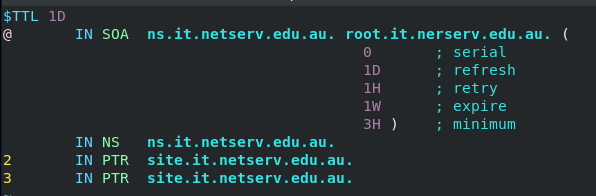 $TTL 1D
@ IN SOA ns.it.netserv.edu.au. root.it.nerserv.edu.au. (
0 ; serial
1D ; refresh
1H ; retry
1W ; expire
3H ) ; minimum
IN NS ns.it.netserv.edu.au.
2 IN PTR site.it.netserv.edu.au.
3 IN PTR site.it.netserv.edu.au.